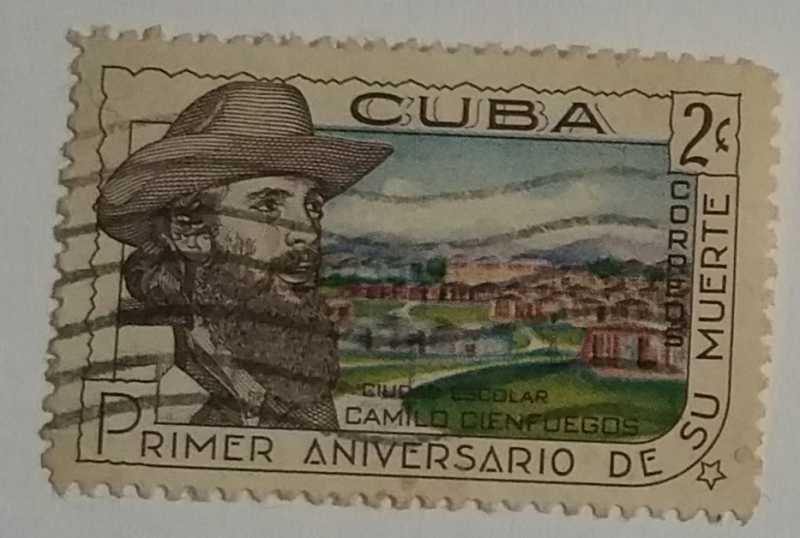 CUBA
2¢
CORREOS
CIUDAD ESCOLAR
CAMILO CIENFUEGOS
PRIMER ANIVERSARIO DE SU MUERTE